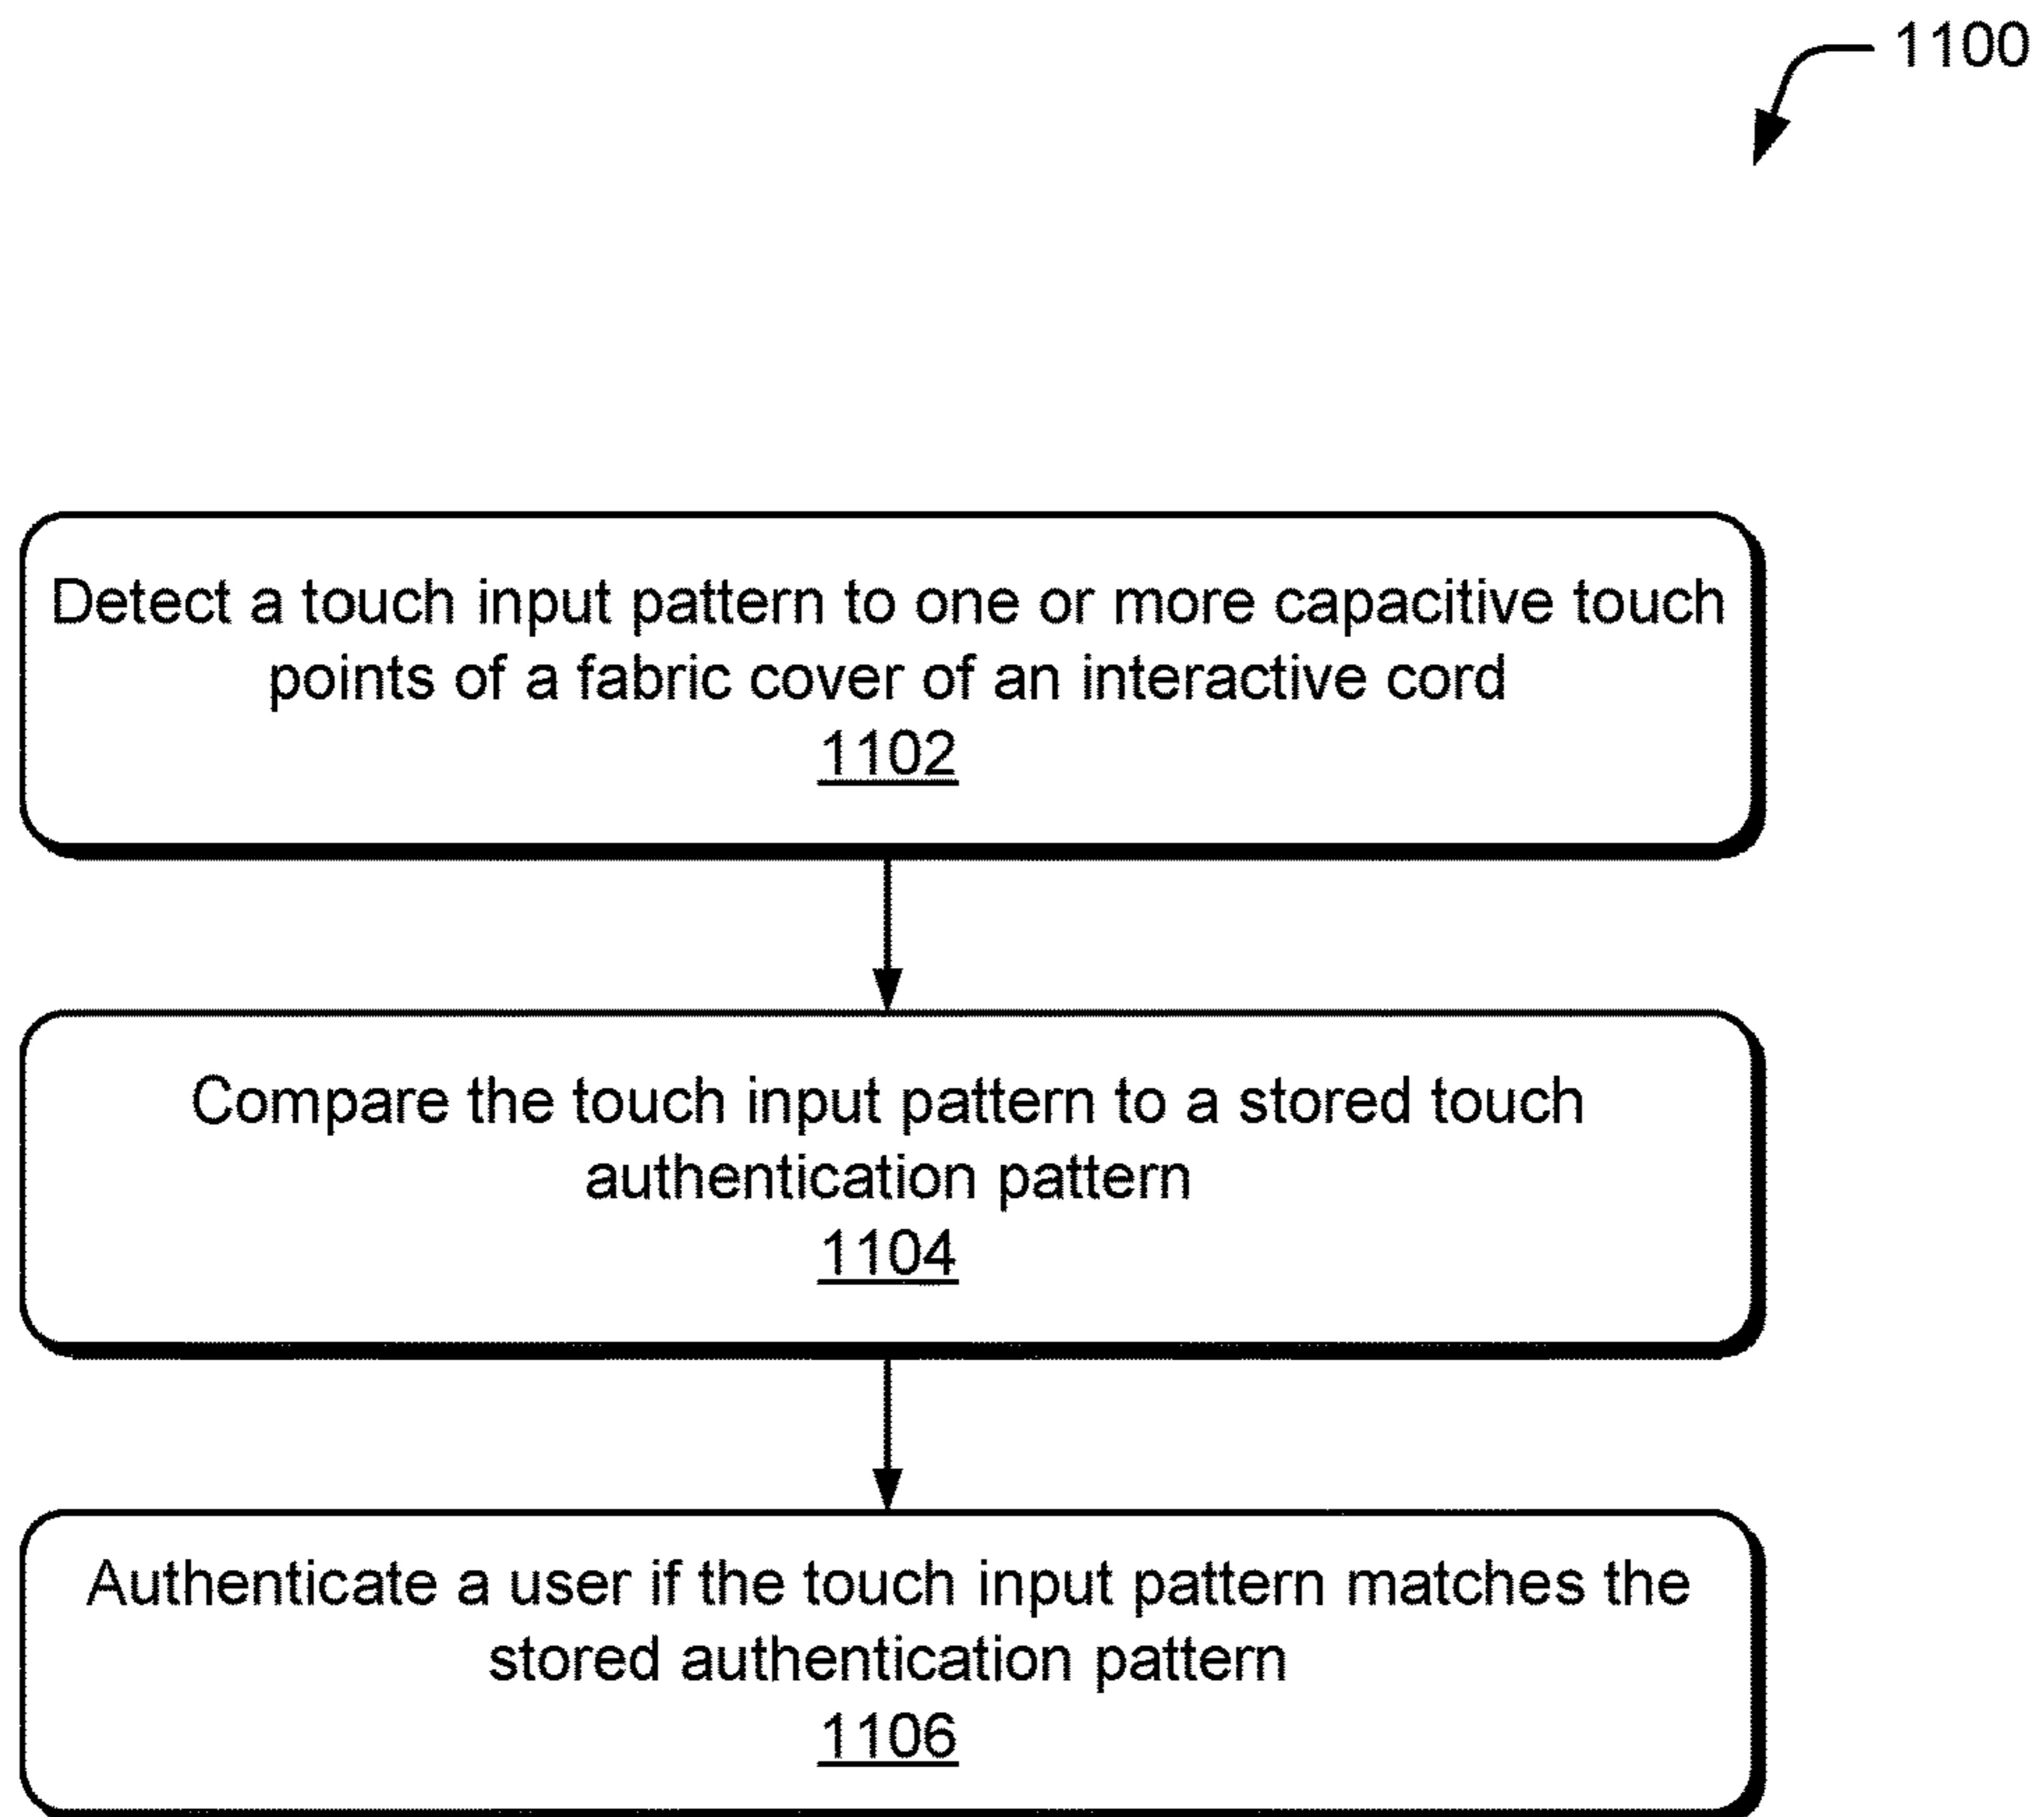 1100
Detect a touch input pattern to one or more capacitive touch
points of a fabric cover of an interactive cord
1102
Compare the touch input pattern to a stored touch
authentication pattern
1104
Authenticate a user if the touch input pattern matches the
stored authentication pattern
1106